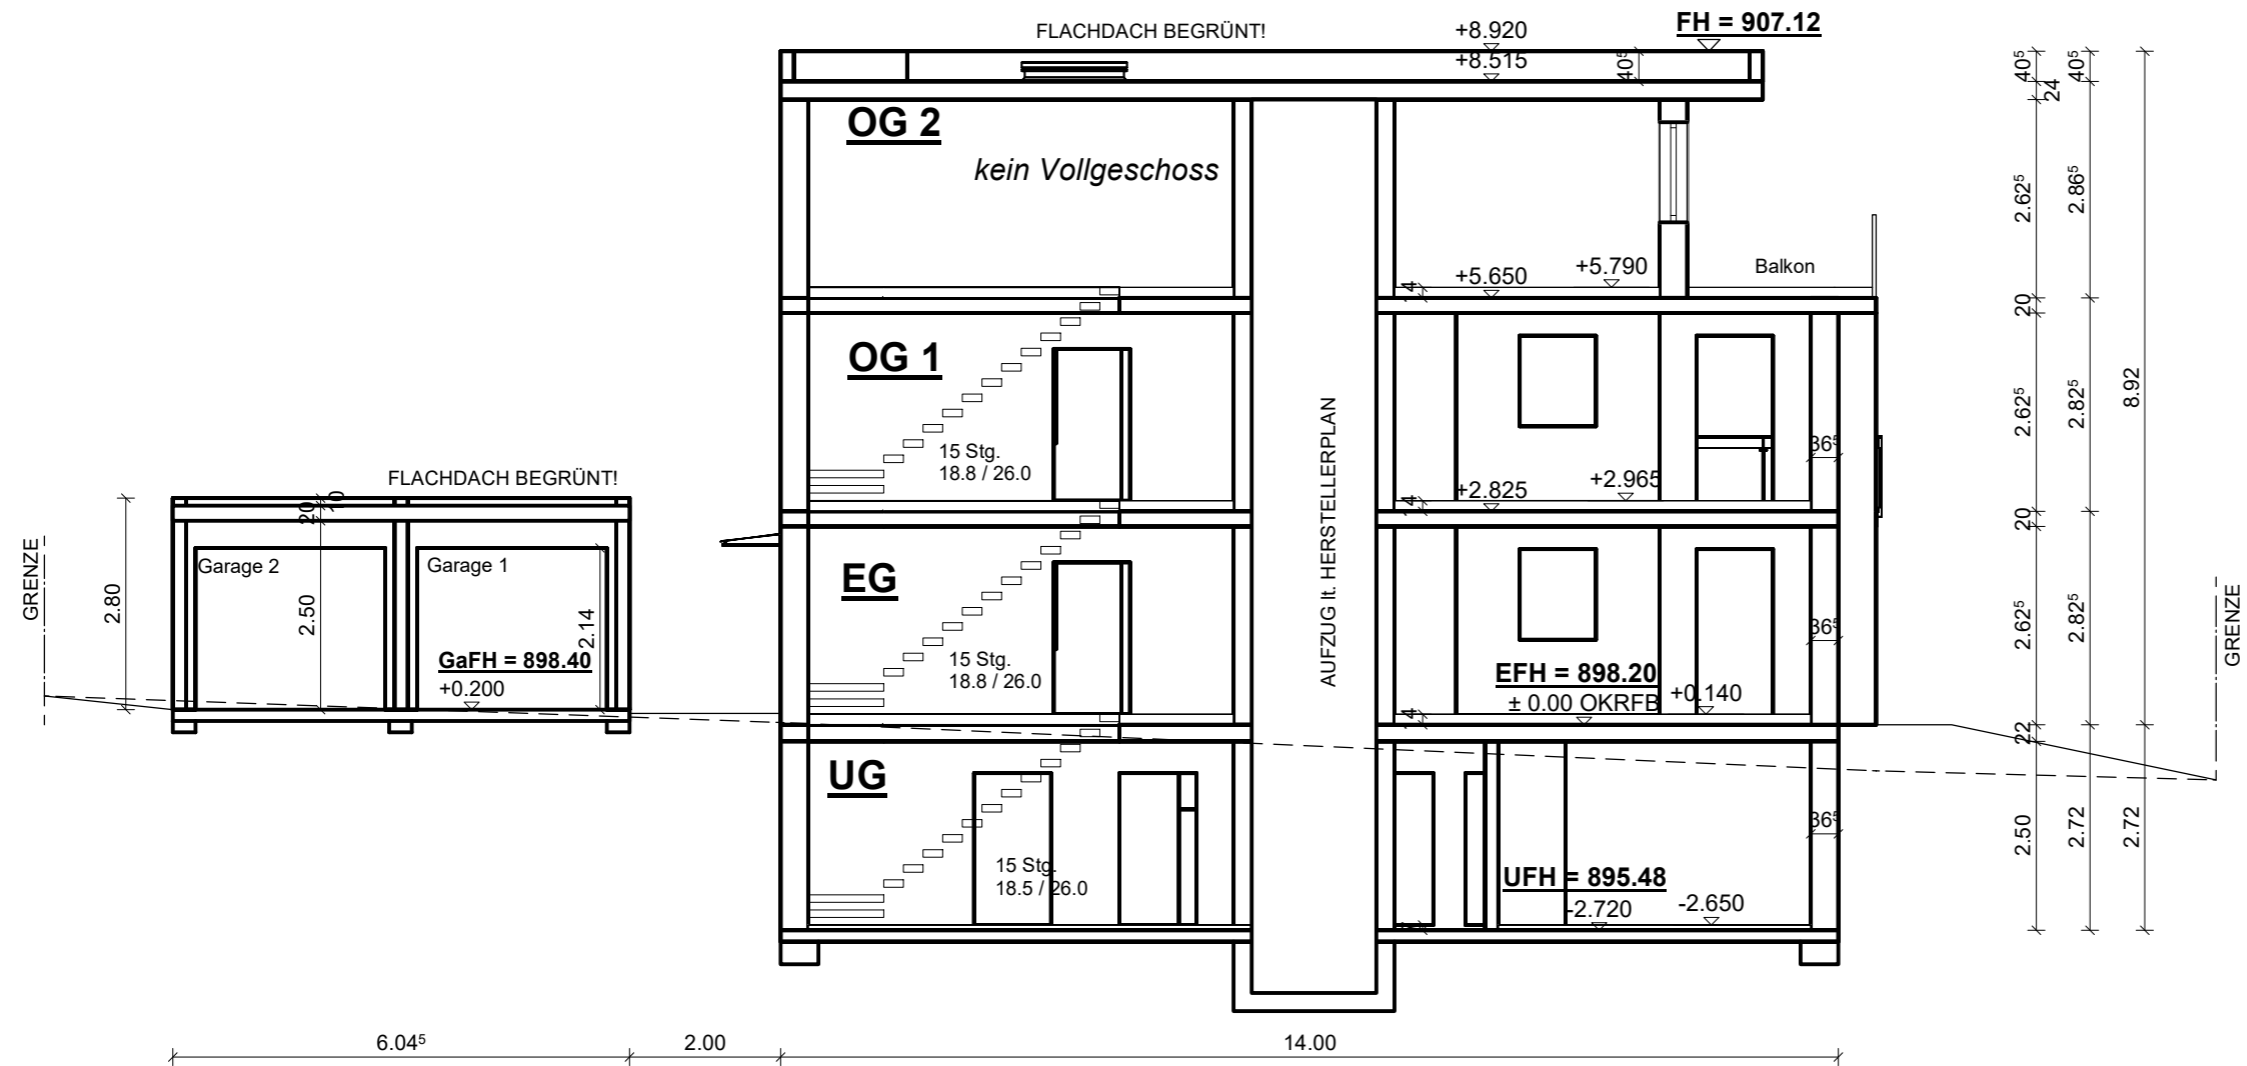 FLACHDACH BEGRÜNT!
+8.920
FH = 907.12
+8.515
40⁵
40⁵
40⁵
24
OG 2
kein Vollgeschoss
2.62⁵
2.86⁵
+5.650
+5.790
Balkon
20
OG 1
15 Stg.
18.8 / 26.0
36⁵
2.62⁵
2.82⁵
8.92
+2.825
+2.965
20
AUFZUG lt. HERSTELLERPLAN
FLACHDACH BEGRÜNT!
20
10
GRENZE
2.80
Garage 2
Garage 1
2.50
2.14
GaFH = 898.40
+0.200
EG
15 Stg.
18.8 / 26.0
36⁵
2.62⁵
2.82⁵
GRENZE
EFH = 898.20
± 0.00 OKRFB
+0.140
22
UG
15 Stg.
18.5 / 26.0
36⁵
2.50
2.72
2.72
UFH = 895.48
-2.720
-2.650
6.04⁵
2.00
14.00